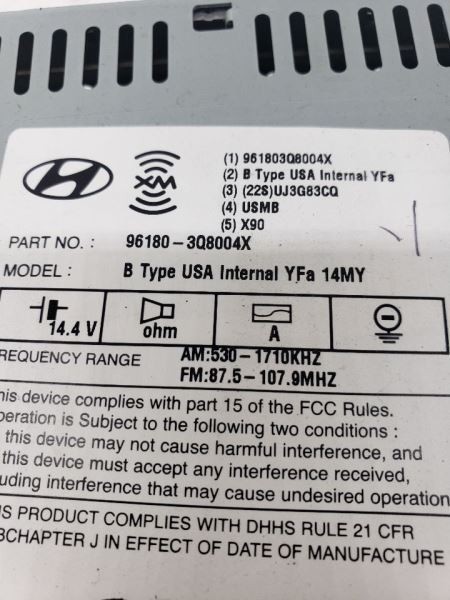 XM
(1) 961803Q8004X
(2) B Type USA Internal YFa
(3) (22S)UJ3G83CQ
(4) USMB
(5) X90
PART NO. : 96180-3Q8004X
MODEL : B Type USA Internal YFa 14MY
14.4 V
ohm
A
REQUENCY RANGE AM:530-1710KHZ
FM:87.5-107.9MHZ
his device complies with part 15 of the FCC Rules.
peration is Subject to the following two conditions :
this device may not cause harmful interference, and
this device must accept any interference received,
uding interference that may cause undesired operation
S PRODUCT COMPLIES WITH DHHS RULE 21 CFR
BCHAPTER J IN EFFECT OF DATE OF MANUFACTURE